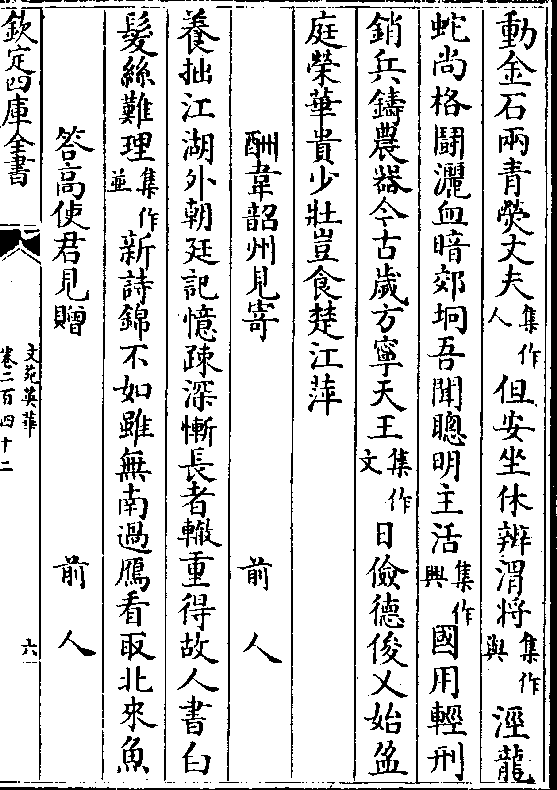 動金石兩青熒丈夫集作人但安坐休辨渭將集作與涇龍
蛇尚格鬭灑血暗郊坰吾聞聰明主活集作興國用輕刑
銷兵鑄農器今古歲方寧天王集作文日儉德俊乂始盈
庭榮華貴少壯豈食楚江萍
酬韋韶州見寄 前人
養拙江湖外朝廷記憶疎深慚長者轍重得故人書白
髮絲難理集作並新詩錦不如雖無南過鴈看取北來魚
答高使君見贈 前人
欽定四庫全書 文苑英華 卷二百四十二 六